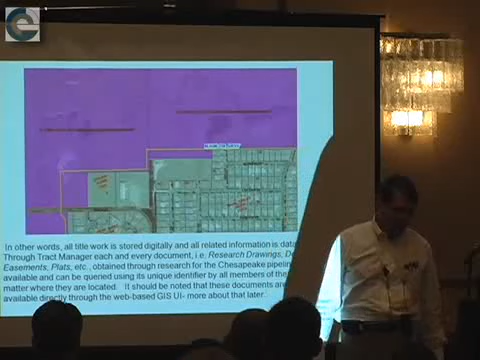 In other words, all title work is stored digitally and all related information is data
Through Tract Manager each and every document, i.e. Research Drawings, De
Easements, Plats, etc., obtained through research for the Chesapeake pipeline
available and can be queried using its unique identifier by all members of the
matter where they are located. It should be noted that these documents are
available directly through the web-based GIS UI- more about that later.